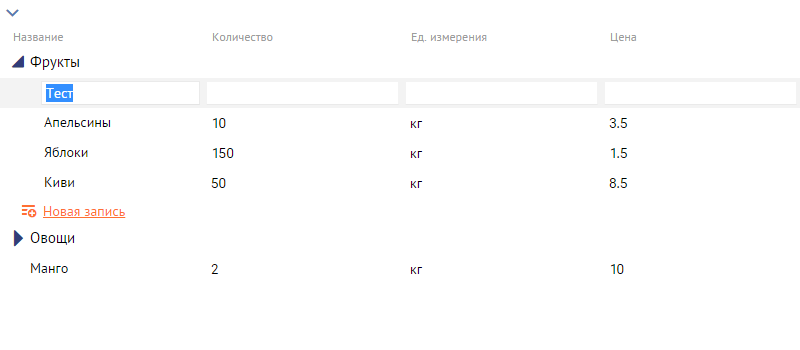 Название Количество Ед. измерения Цена
Фрукты
Тест
Апельсины 10 кг 3.5
Яблоки 150 кг 1.5
Киви 50 кг 8.5
Новая запись
Овощи
Манго 2 кг 10